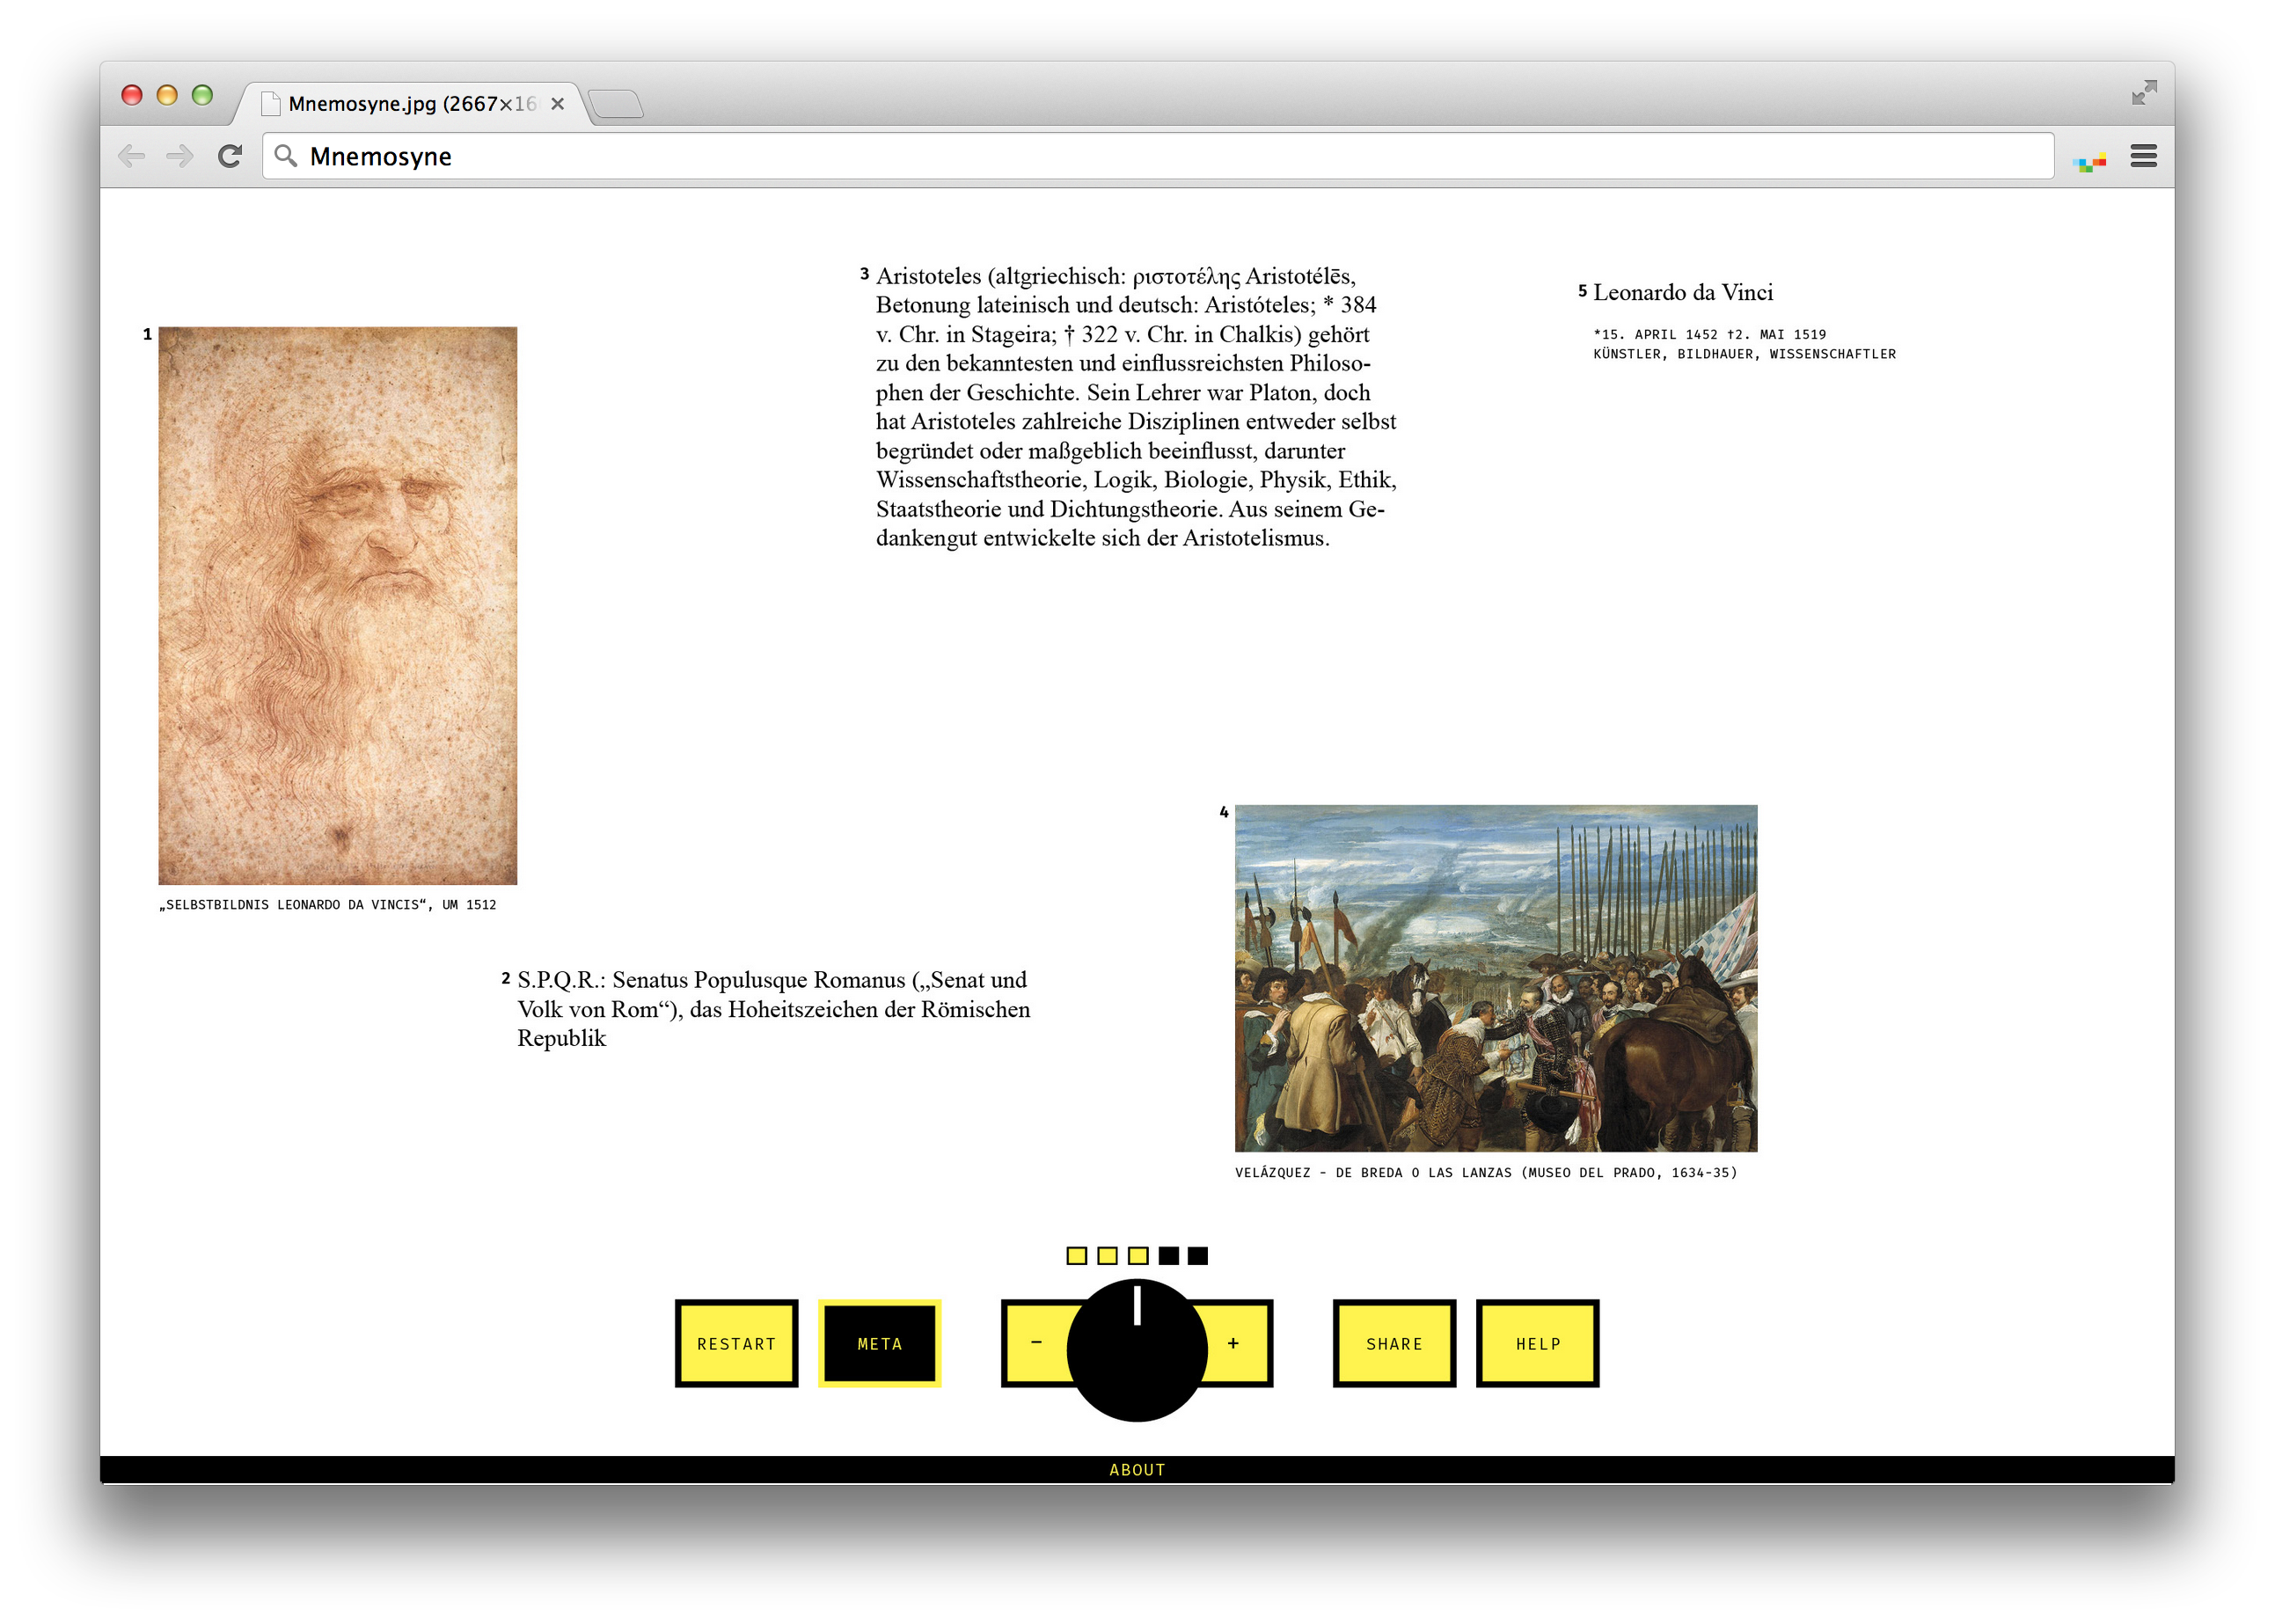 Mnemosyne.jpg (2667×16
Mnemosyne
1
„SELBSTBILDNIS LEONARDO DA VINCIS“, UM 1512
2 S.P.Q.R.: Senatus Populusque Romanus („Senat und
Volk von Rom“), das Hoheitszeichen der Römischen
Republik
3 Aristoteles (altgriechisch: ριστοτέλης Aristotélēs,
Betonung lateinisch und deutsch: Aristóteles; * 384
v. Chr. in Stageira; † 322 v. Chr. in Chalkis) gehört
zu den bekanntesten und einflussreichsten Philoso-
phen der Geschichte. Sein Lehrer war Platon, doch
hat Aristoteles zahlreiche Disziplinen entweder selbst
begründet oder maßgeblich beeinflusst, darunter
Wissenschaftstheorie, Logik, Biologie, Physik, Ethik,
Staatstheorie und Dichtungstheorie. Aus seinem Ge-
dankengut entwickelte sich der Aristotelismus.
4
VELÁZQUEZ - DE BREDA O LAS LANZAS (MUSEO DEL PRADO, 1634-35)
5 Leonardo da Vinci
*15. APRIL 1452 †2. MAI 1519
KÜNSTLER, BILDHAUER, WISSENSCHAFTLER
RESTART
META
−
+
SHARE
HELP
ABOUT